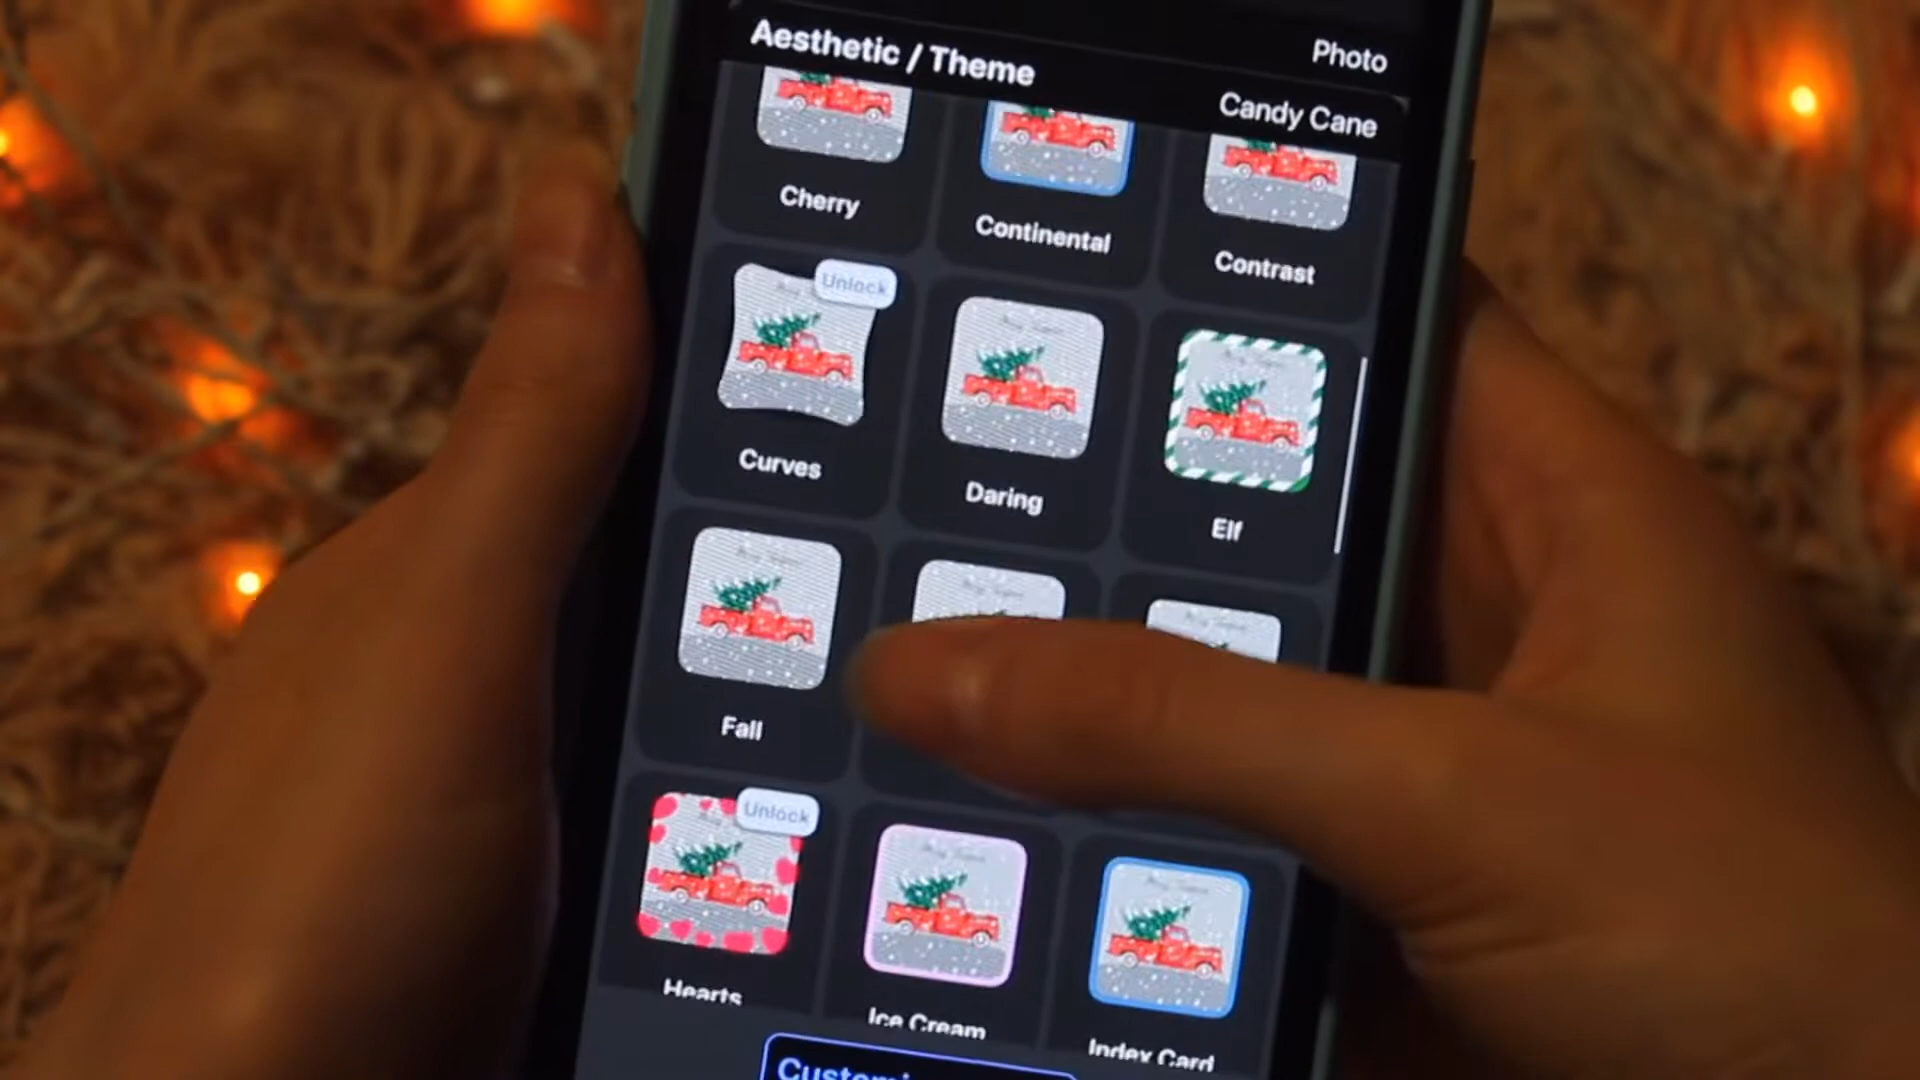 Photo
Aesthetic / Theme
Candy Cane
Cherry
Continental
Contrast
Unlock
Curves
Daring
Elf
Fall
Unlock
Hearts
Ice Cream
Index Card